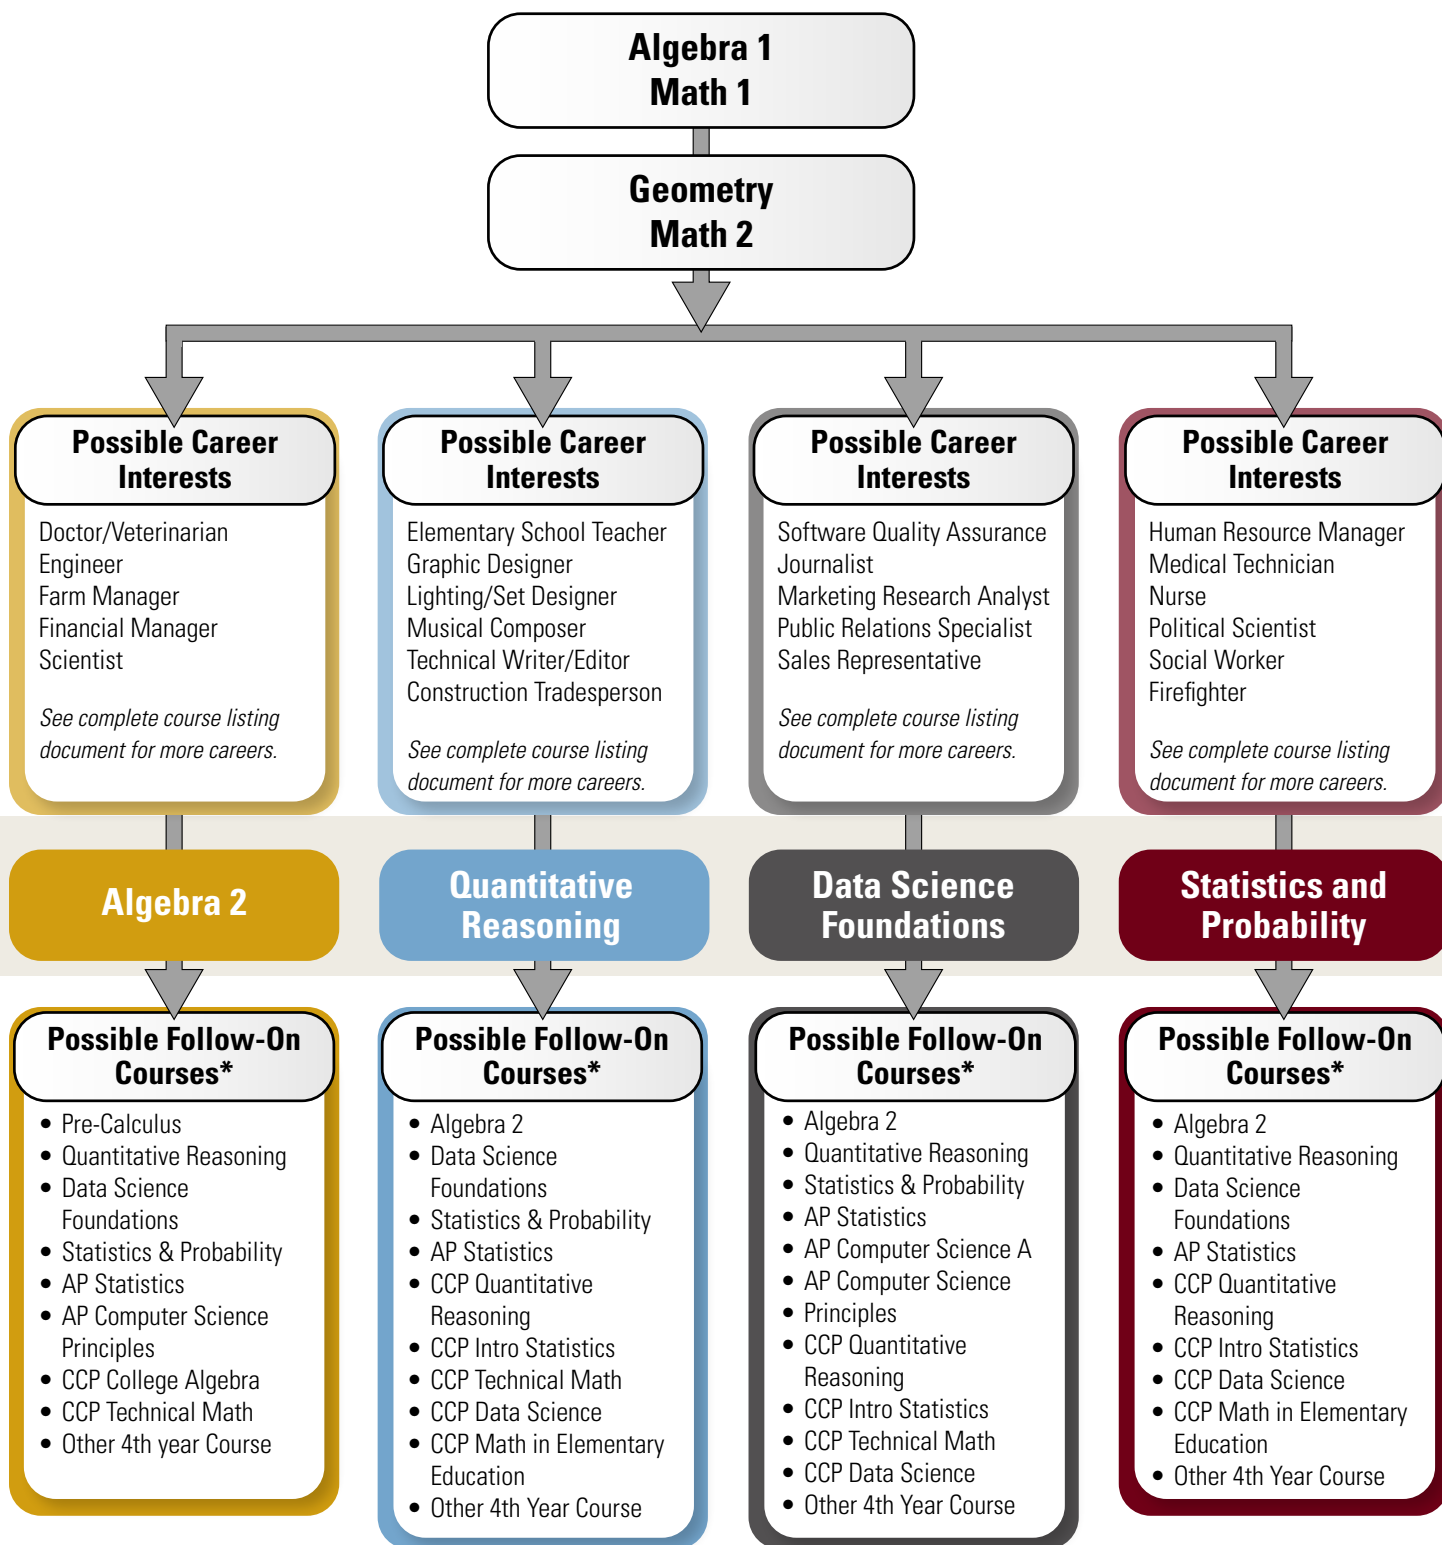 Algebra 1
Math 1
Geometry
Math 2
Possible Career
Interests
Doctor/Veterinarian
Engineer
Farm Manager
Financial Manager
Scientist
See complete course listing
document for more careers.
Possible Career
Interests
Elementary School Teacher
Graphic Designer
Lighting/Set Designer
Musical Composer
Technical Writer/Editor
Construction Tradesperson
See complete course listing
document for more careers.
Possible Career
Interests
Software Quality Assurance
Journalist
Marketing Research Analyst
Public Relations Specialist
Sales Representative
See complete course listing
document for more careers.
Possible Career
Interests
Human Resource Manager
Medical Technician
Nurse
Political Scientist
Social Worker
Firefighter
See complete course listing
document for more careers.
Algebra 2
Quantitative
Reasoning
Data Science
Foundations
Statistics and
Probability
Possible Follow-On
Courses*
• Pre-Calculus
• Quantitative Reasoning
• Data Science
Foundations
• Statistics & Probability
• AP Statistics
• AP Computer Science
Principles
• CCP College Algebra
• CCP Technical Math
• Other 4th year Course
Possible Follow-On
Courses*
• Algebra 2
• Data Science
Foundations
• Statistics & Probability
• AP Statistics
• CCP Quantitative
Reasoning
• CCP Intro Statistics
• CCP Technical Math
• CCP Data Science
• CCP Math in Elementary
Education
• Other 4th Year Course
Possible Follow-On
Courses*
• Algebra 2
• Quantitative Reasoning
• Statistics & Probability
• AP Statistics
• AP Computer Science A
• AP Computer Science
• Principles
• CCP Quantitative
Reasoning
• CCP Intro Statistics
• CCP Technical Math
• CCP Data Science
• Other 4th Year Course
Possible Follow-On
Courses*
• Algebra 2
• Quantitative Reasoning
• Data Science
Foundations
• AP Statistics
• CCP Quantitative
Reasoning
• CCP Intro Statistics
• CCP Data Science
• CCP Math in Elementary
Education
• Other 4th Year Course